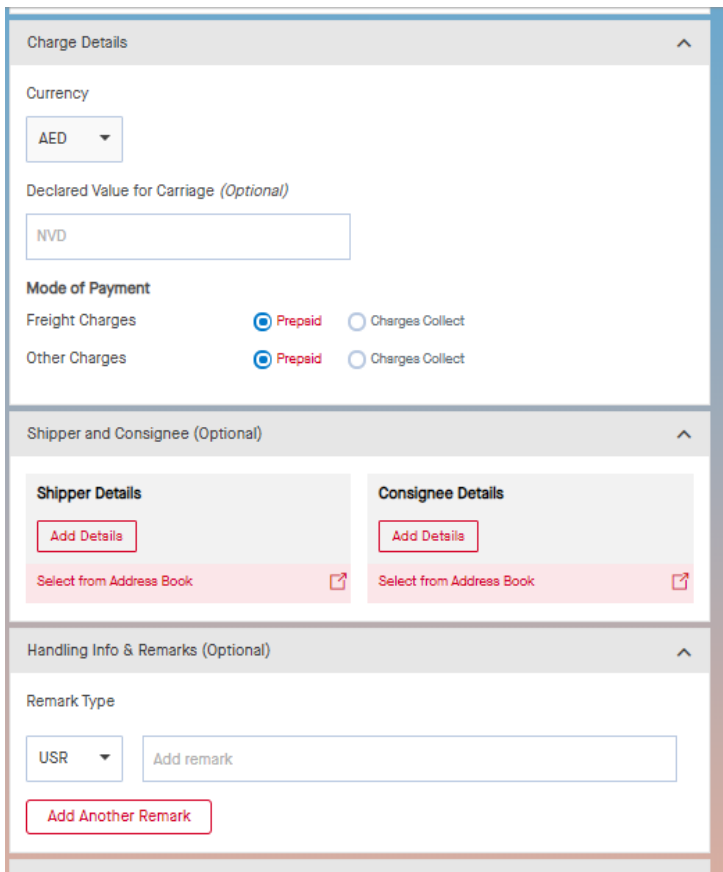 Charge Details
Currency
AED
Declared Value for Carriage (Optional)
NVD
Mode of Payment
Freight Charges Prepaid Charges Collect
Other Charges Prepaid Charges Collect
Shipper and Consignee (Optional)
Shipper Details Consignee Details
Add Details Add Details
Select from Address Book Select from Address Book
Handling Info & Remarks (Optional)
Remark Type
USR Add remark
Add Another Remark